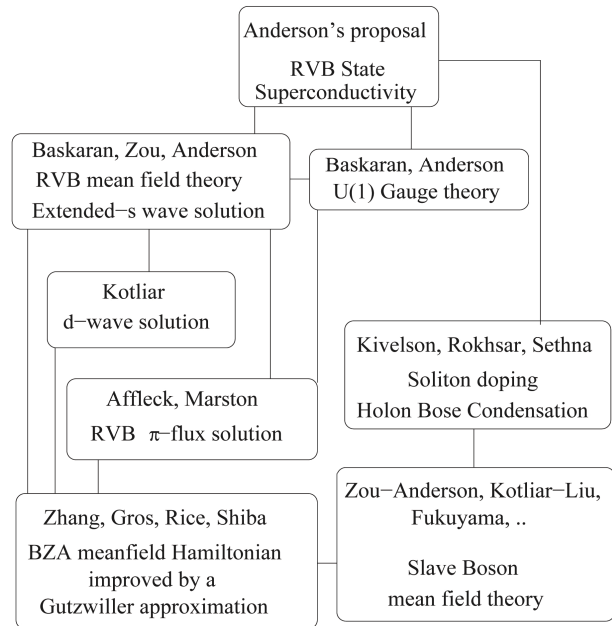 Anderson’s proposal
RVB State
Superconductivity
Baskaran, Zou, Anderson
RVB mean field theory
Extended−s wave solution
Baskaran, Anderson
U(1) Gauge theory
Kotliar
d−wave solution
Kivelson, Rokhsar, Sethna
Soliton doping
Holon Bose Condensation
Affleck, Marston
RVB π−flux solution
Zhang, Gros, Rice, Shiba
BZA meanfield Hamiltonian
improved by a
Gutzwiller approximation
Zou−Anderson, Kotliar−Liu,
Fukuyama, ..
Slave Boson
mean field theory